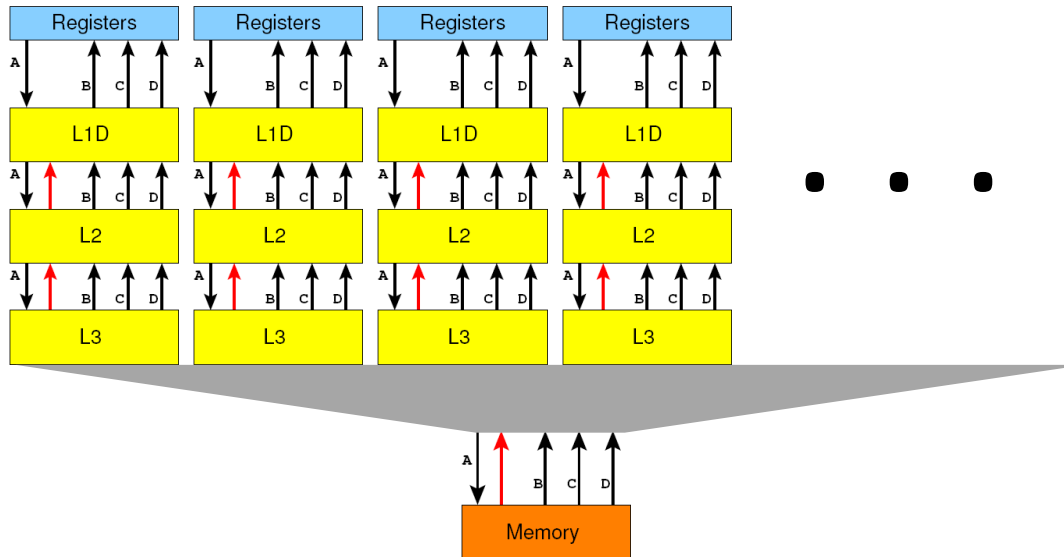 Registers Registers Registers Registers
A B C D A B C D A B C D A B C D
L1D L1D L1D L1D
A B C D A B C D A B C D A B C D
L2 L2 L2 L2
A B C D A B C D A B C D A B C D
L3 L3 L3 L3
A B C D
Memory